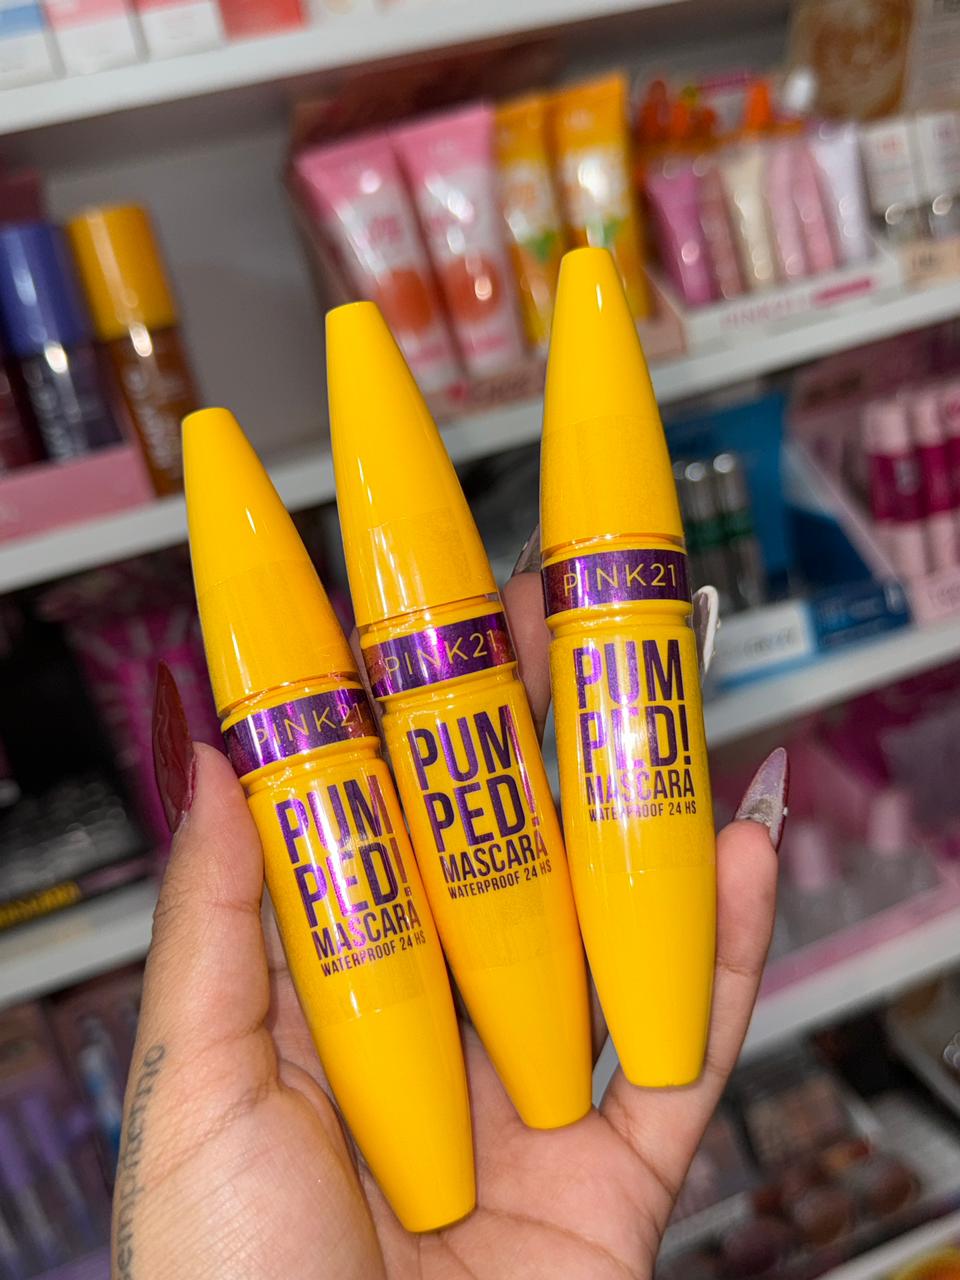 PINK21
PUM
PED!
MASCARA
WATERPROOF 24 HS
PINK21
PUM
PED!
MASCARA
WATERPROOF 24 HS
PINK21
PUM
PED!
MASCARA
WATERPROOF 24 HS